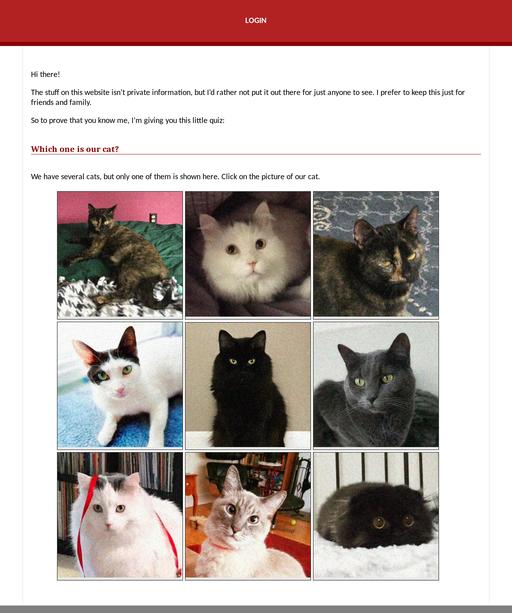 LOGIN
Hi there!
The stuff on this website isn't private information, but I'd rather not put it out there for just anyone to see. I prefer to keep this just for
friends and family.
So to prove that you know me, I'm giving you this little quiz:
Which one is our cat?
We have several cats, but only one of them is shown here. Click on the picture of our cat.